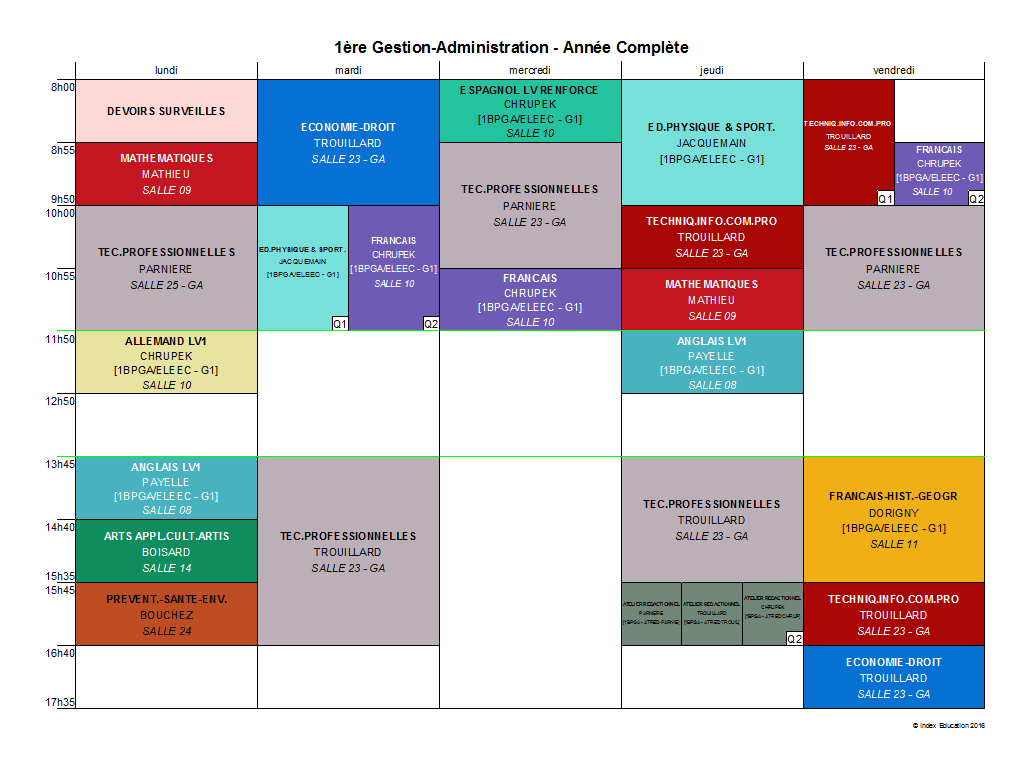 1ère Gestion-Administration - Année Complète
lundi
mardi
mercredi
jeudi
vendredi
8h00
8h55
9h50
10h00
10h55
11h50
12h50
13h45
14h40
15h35
15h45
16h40
17h35
DEVOIRS SURVEILLES
MATHEMATIQUES
MATHIEU
SALLE 09
TEC.PROFESSIONNELLES
PARNIERE
SALLE 25 - GA
ALLEMAND LV1
CHRUPEK
[1BPGA/ELEEC - G1]
SALLE 10
ANGLAIS LV1
PAYELLE
[1BPGA/ELEEC - G1]
SALLE 08
ARTS APPL.CULT.ARTIS
BOISARD
SALLE 14
PREVENT.-SANTE-ENV.
BOUCHEZ
SALLE 24
ECONOMIE-DROIT
TROUILLARD
SALLE 23 - GA
ED.PHYSIQUE & SPORT.
JACQUEMAIN
[1BPGA/ELEEC - G1]
Q1
FRANCAIS
CHRUPEK
[1BPGA/ELEEC - G1]
SALLE 10
Q2
TEC.PROFESSIONNELLES
TROUILLARD
SALLE 23 - GA
ESPAGNOL LV RENFORCE
CHRUPEK
[1BPGA/ELEEC - G1]
SALLE 10
TEC.PROFESSIONNELLES
PARNIERE
SALLE 23 - GA
FRANCAIS
CHRUPEK
[1BPGA/ELEEC - G1]
SALLE 10
ED.PHYSIQUE & SPORT.
JACQUEMAIN
[1BPGA/ELEEC - G1]
TECHNIQ.INFO.COM.PRO
TROUILLARD
SALLE 23 - GA
MATHEMATIQUES
MATHIEU
SALLE 09
ANGLAIS LV1
PAYELLE
[1BPGA/ELEEC - G1]
SALLE 08
TEC.PROFESSIONNELLES
TROUILLARD
SALLE 23 - GA
ATELIER REDACTIONNEL
PARNIERE
[1BPGA - ATRED PARNIE]
ATELIER REDACTIONNEL
TROUILLARD
[1BPGA - ATRED TROUIL]
ATELIER REDACTIONNEL
CHRUPEK
[1BPGA - ATRED CHRUP]
Q2
TECHNIQ.INFO.COM.PRO
TROUILLARD
SALLE 23 - GA
Q1
FRANCAIS
CHRUPEK
[1BPGA/ELEEC - G1]
SALLE 10
Q2
TEC.PROFESSIONNELLES
PARNIERE
SALLE 23 - GA
FRANCAIS-HIST.-GEOGR
DORIGNY
[1BPGA/ELEEC - G1]
SALLE 11
TECHNIQ.INFO.COM.PRO
TROUILLARD
SALLE 23 - GA
ECONOMIE-DROIT
TROUILLARD
SALLE 23 - GA
© Index Education 2016